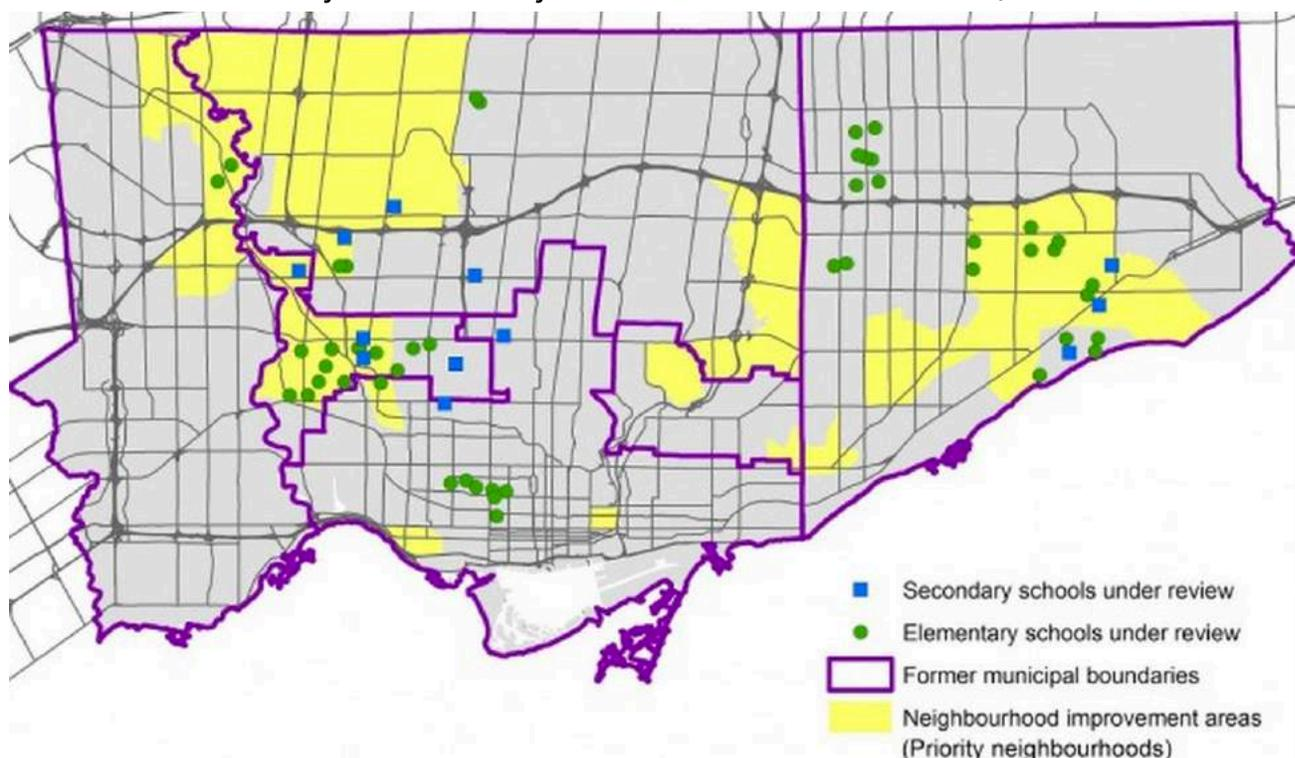 Secondary schools under review
Elementary schools under review
Former municipal boundaries
Neighbourhood improvement areas
(Priority neighbourhoods)